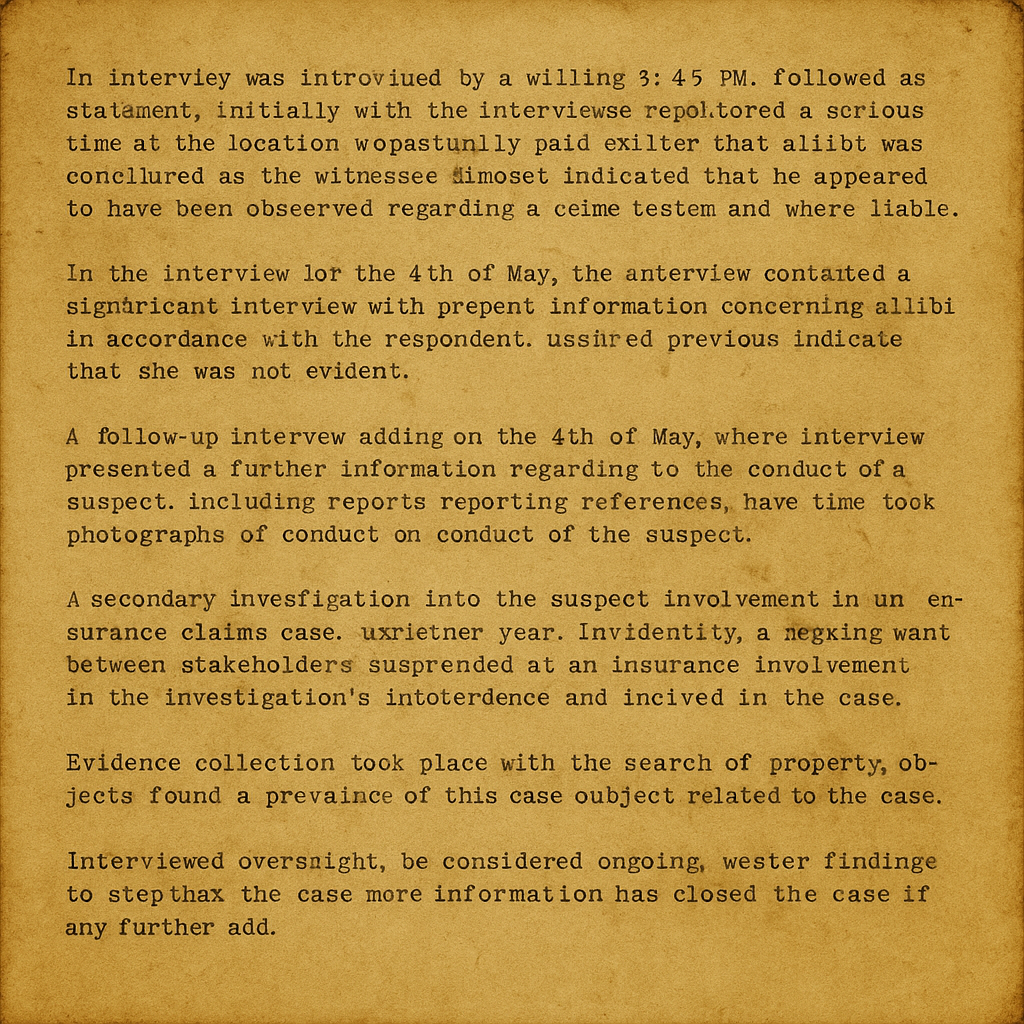 In interviey was introviued by a willing 3:45 PM. followed as
statament, initially with the interviewse repoltored a scrious
time at the location wopastunlly paid exilter that aliibt was
concllured as the witnessee dimoset indicated that he appeared
to have been obseerved regarding a ceime testem and where liable.
In the interview lor the 4th of May, the anterview contaited a
signaricant interview with prepent information concerning allibi
in accordance with the respondent. ussired previous indicate
that she was not evident.
A follow-up intervew adding on the 4th of May, where interview
presented a further information regarding to the conduct of a
suspect. including reports reporting references, have time took
photographs of conduct on conduct of the suspect.
A secondary invesfigation into the suspect involvement in un en-
surance claims case. uxrietner year. Invidentity, a negking want
between stakeholders susprended at an insurance involvement
in the investigation's intoterdence and incived in the case.
Evidence collection took place with the search of property, ob-
jects found a prevaince of this case oubject related to the case.
Interviewed oversnight, be considered ongoing, wester findinge
to step thax the case more information has closed the case if
any further add.